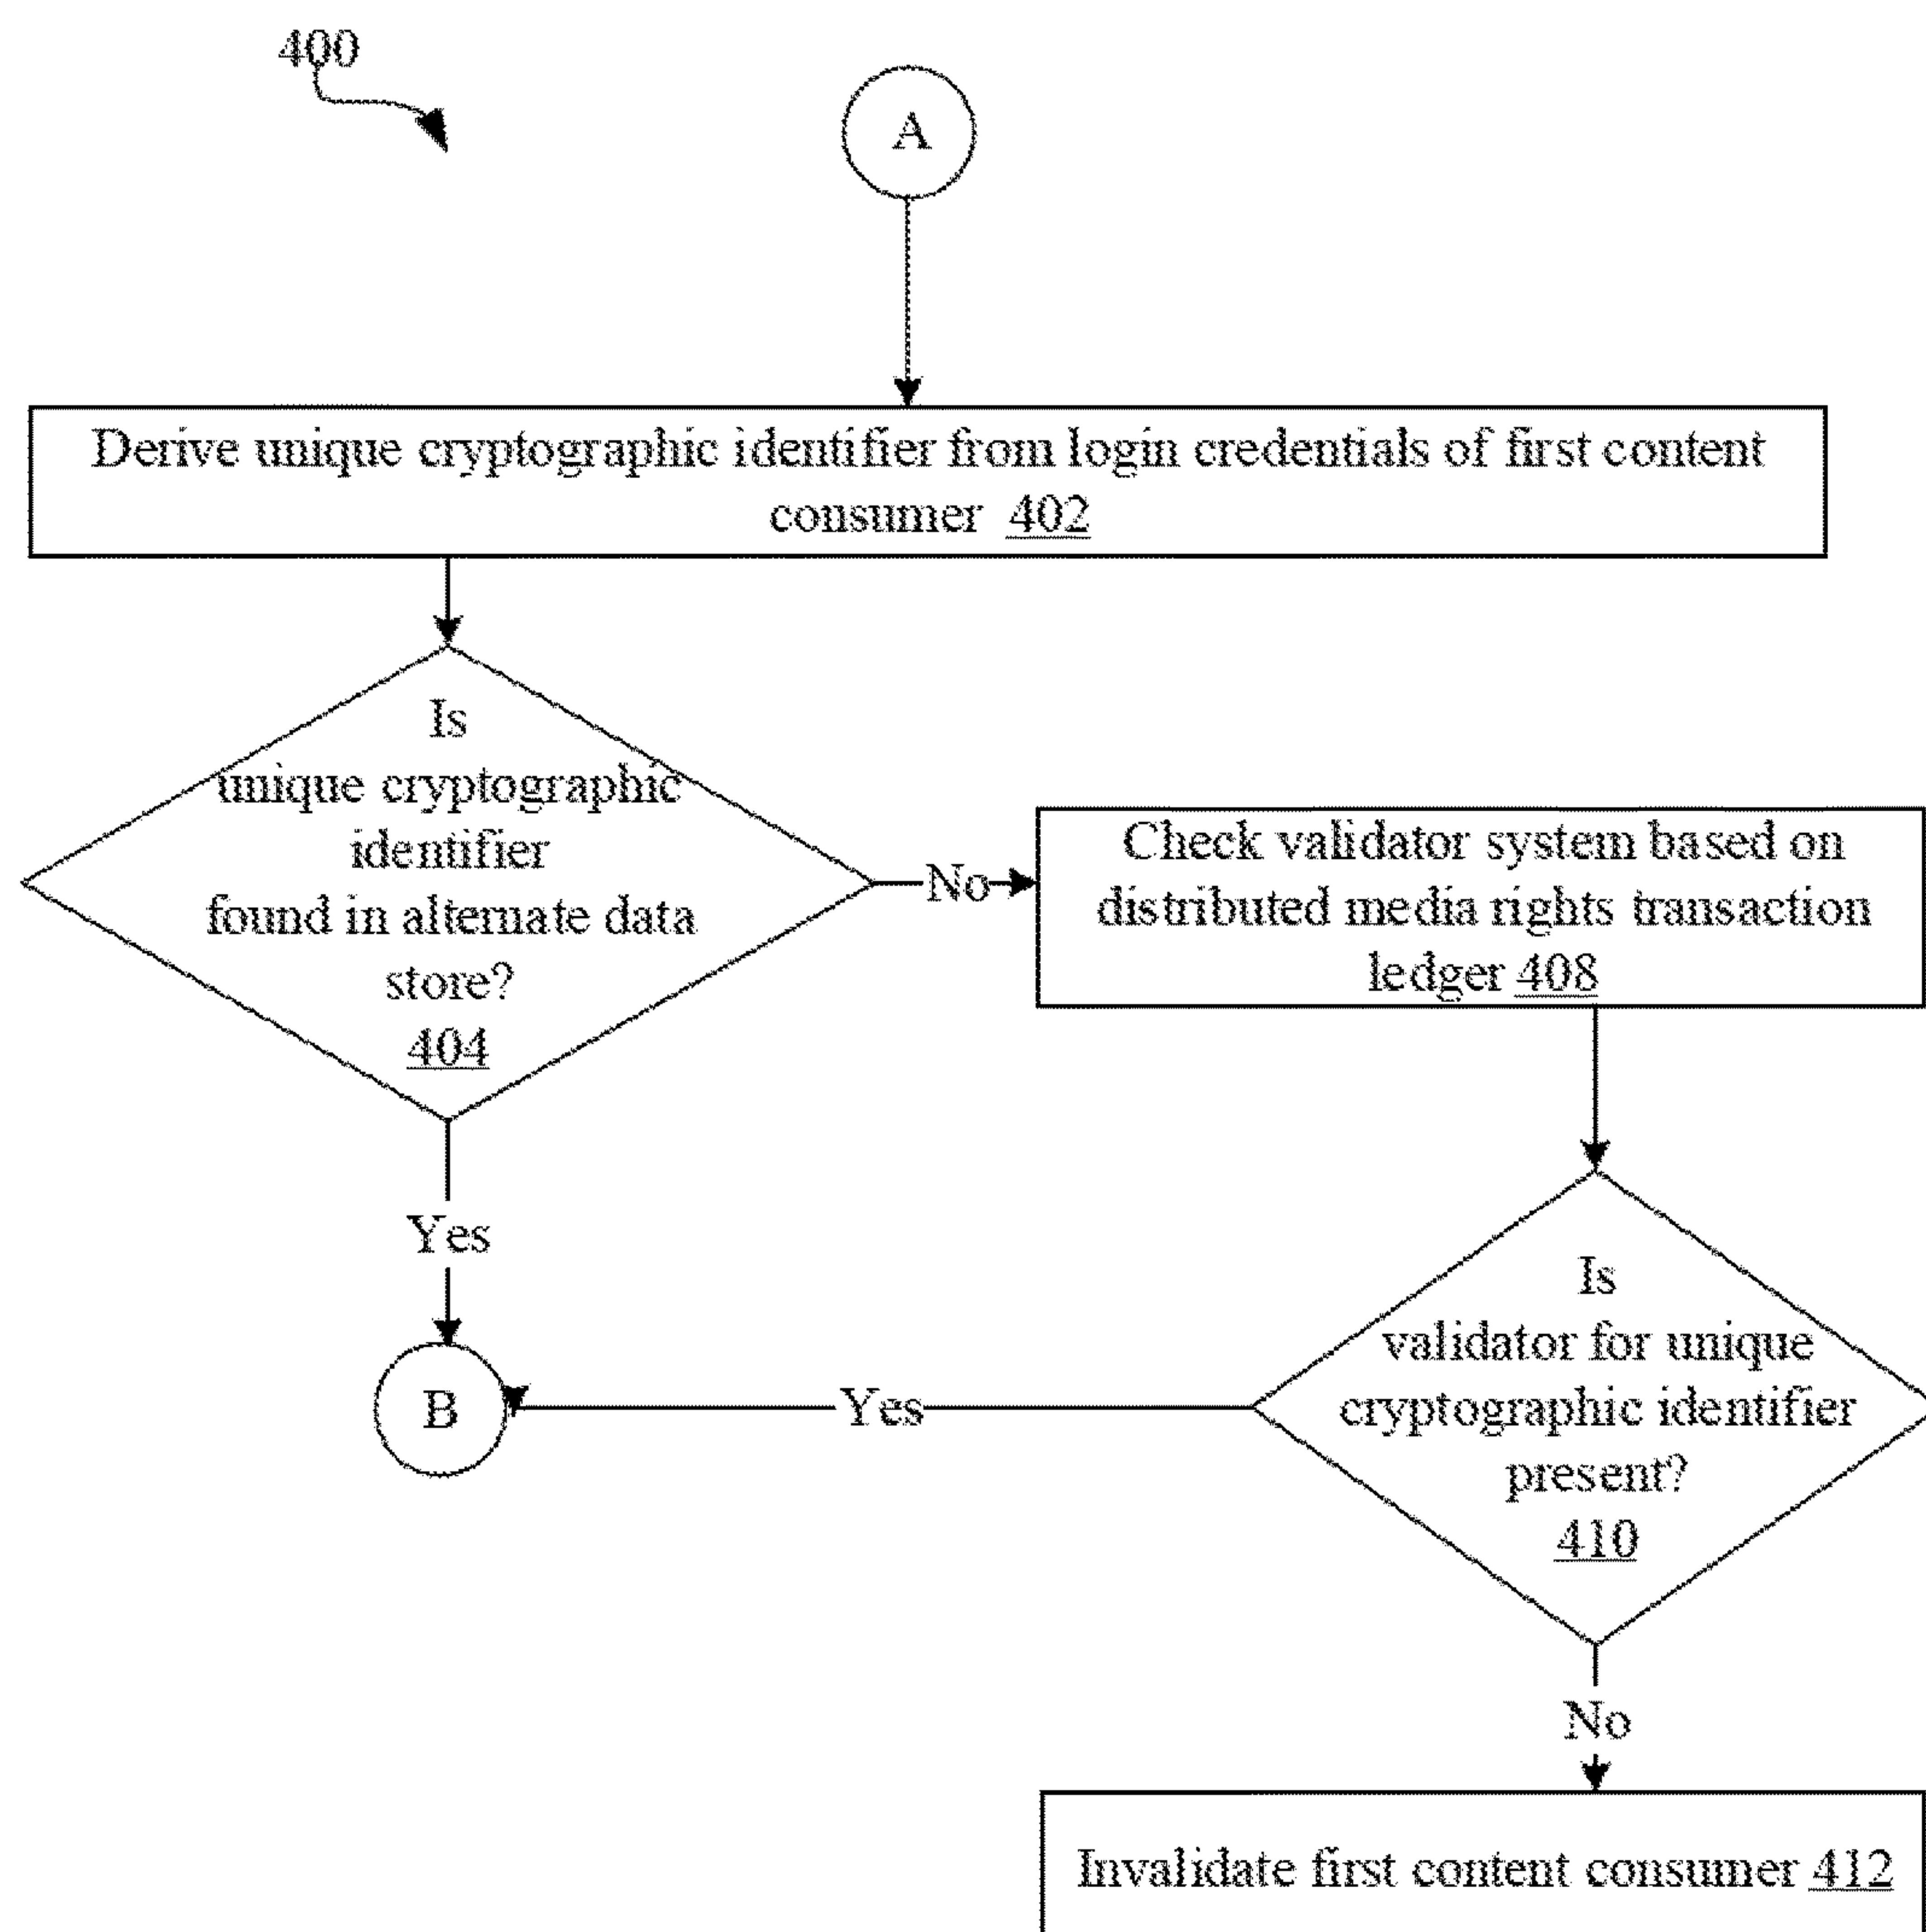 400
A
Derive unique cryptographic identifier from login credentials of first content
consumer 402
Is
unique cryptographic
identifier
found in alternate data
store?
404
No
Check validator system based on
distributed media rights transaction
ledger 408
Yes
B
Yes
Is
validator for unique
cryptographic identifier
present?
410
No
Invalidate first content consumer 412